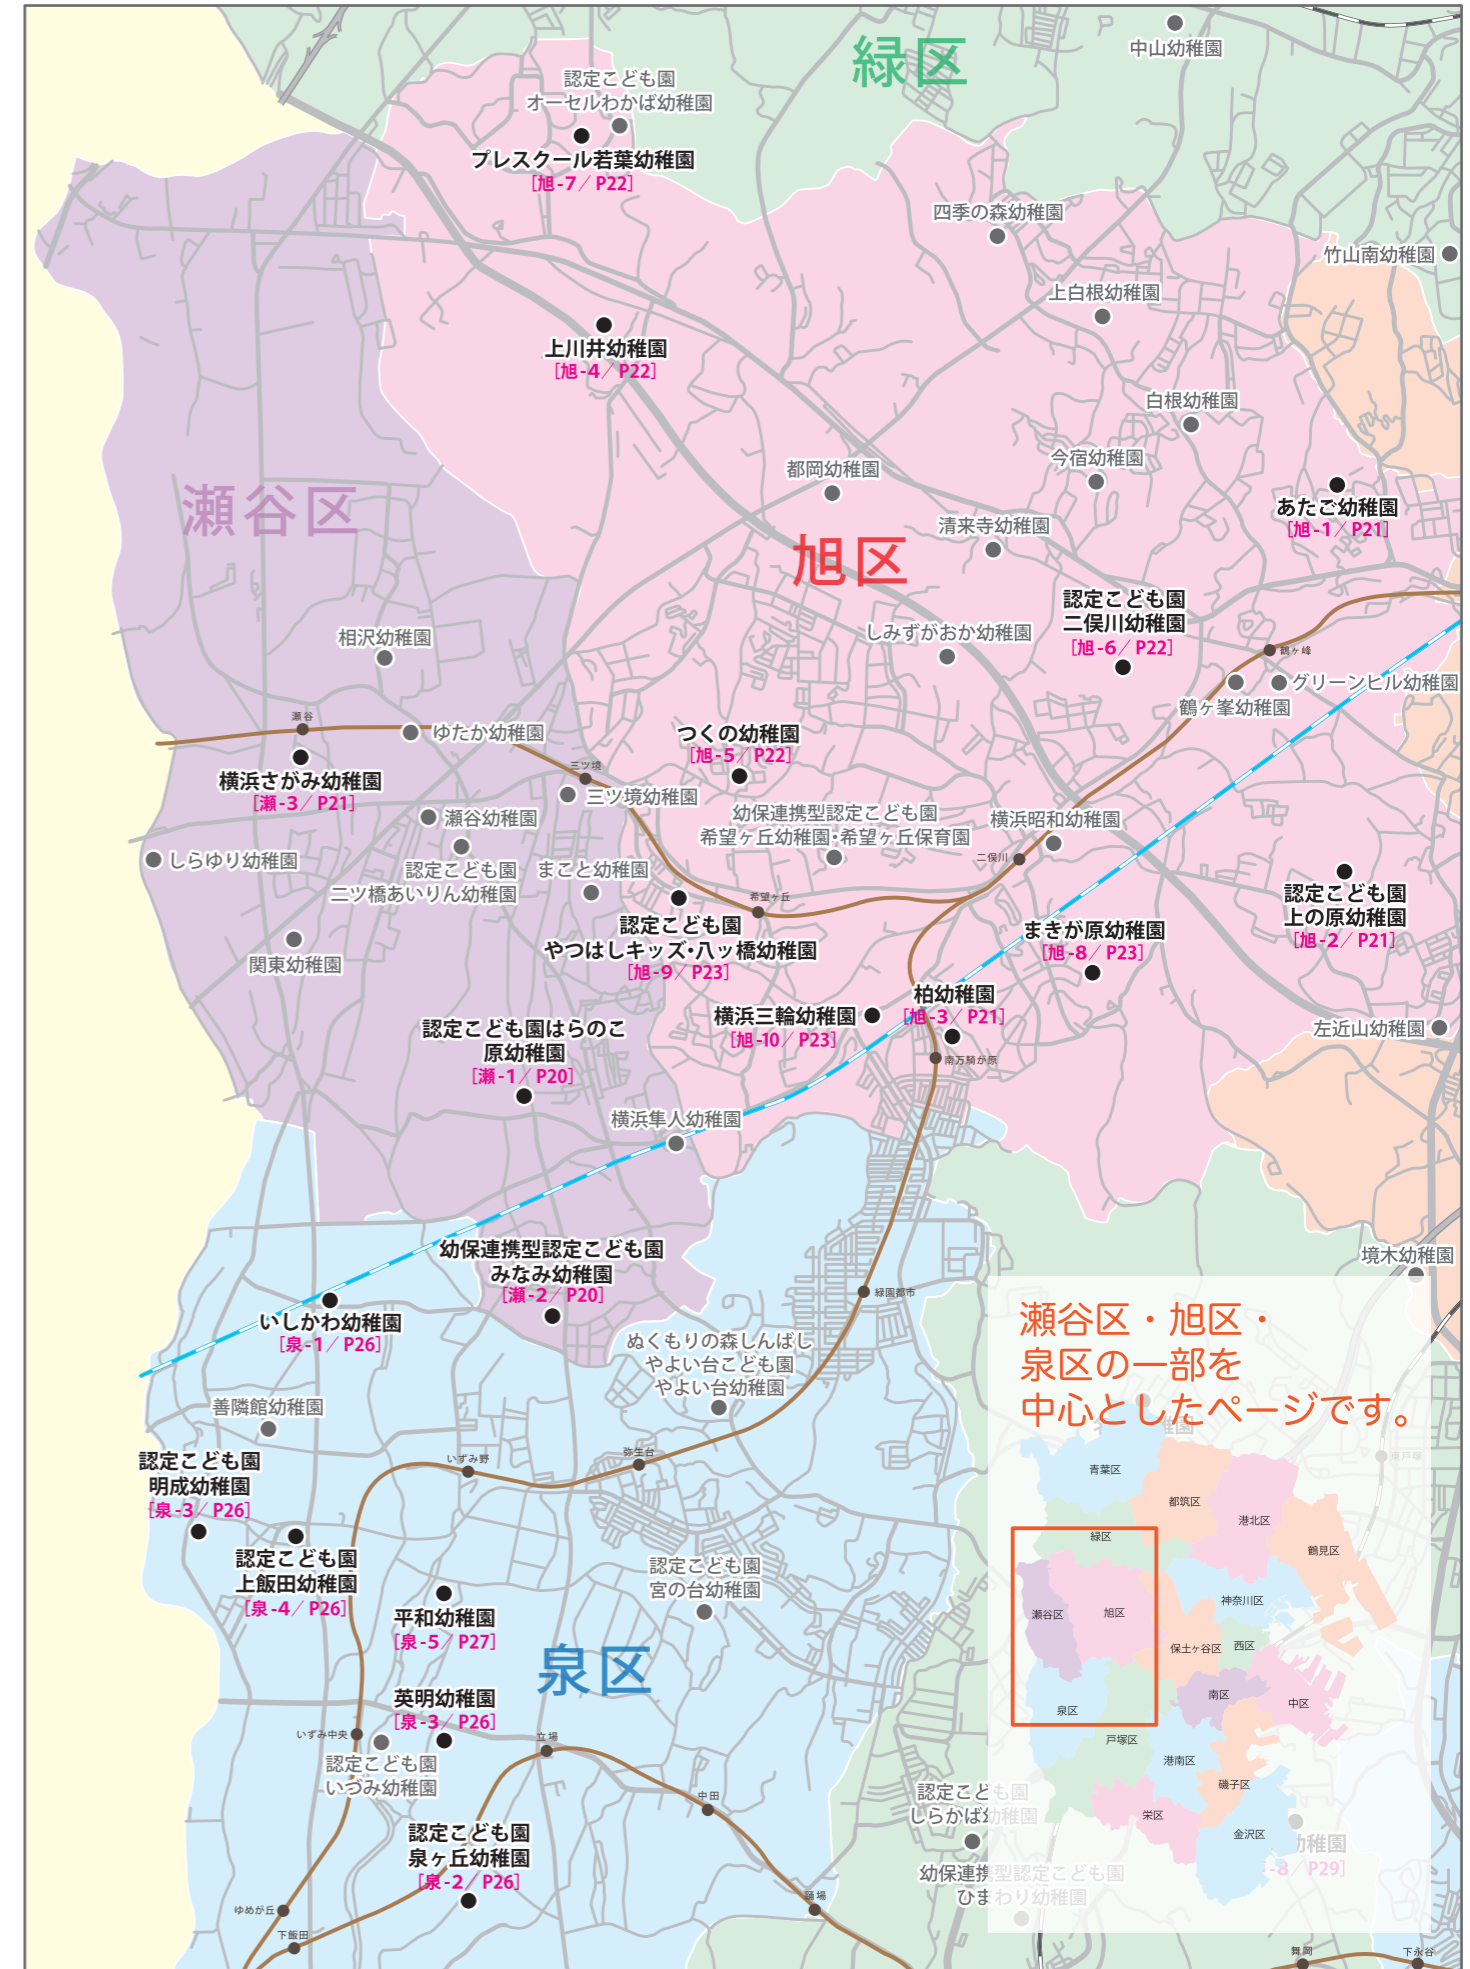 緑区
中山幼稚園
認定こども園
オーセルわかば幼稚園
プレスクール若葉幼稚園
[旭-7／P22]
四季の森幼稚園
竹山南幼稚園
上白根幼稚園
上川井幼稚園
[旭-4／P22]
白根幼稚園
今宿幼稚園
都岡幼稚園
瀬谷区
あたご幼稚園
[旭-1／P21]
清来寺幼稚園
旭区
認定こども園
二俣川幼稚園
[旭-6／P22]
しみずがおか幼稚園
相沢幼稚園
鶴ヶ峰
グリーンヒル幼稚園
鶴ヶ峯幼稚園
瀬谷
ゆたか幼稚園
つくの幼稚園
[旭-5／P22]
三ツ境
横浜さがみ幼稚園
[瀬-3／P21]
三ツ境幼稚園
瀬谷幼稚園
幼保連携型認定こども園
希望ヶ丘幼稚園・希望ヶ丘保育園
横浜昭和幼稚園
二俣川
しらゆり幼稚園
認定こども園
二ツ橋あいりん幼稚園
まこと幼稚園
希望ヶ丘
認定こども園
上の原幼稚園
[旭-2／P21]
認定こども園
やつはしキッズ・八ッ橋幼稚園
[旭-9／P23]
まきが原幼稚園
[旭-8／P23]
関東幼稚園
柏幼稚園
[旭-3／P21]
横浜三輪幼稚園
[旭-10／P23]
左近山幼稚園
認定こども園はらのこ
原幼稚園
[瀬-1／P20]
南万騎が原
横浜隼人幼稚園
幼保連携型認定こども園
みなみ幼稚園
[瀬-2／P20]
境木幼稚園
緑園都市
いしかわ幼稚園
[泉-1／P26]
瀬谷区・旭区・
泉区の一部を
中心としたページです。
ぬくもりの森しんばし
やよい台こども園
やよい台幼稚園
善隣館幼稚園
稚園
認定こども園
明成幼稚園
[泉-3／P26]
いずみ野
弥生台
東戸塚
青葉区
都筑区
港北区
緑区
鶴見区
認定こども園
上飯田幼稚園
[泉-4／P26]
認定こども園
宮の台幼稚園
平和幼稚園
[泉-5／P27]
神奈川区
瀬谷区
旭区
保土ヶ谷区
西区
泉区
南区
中区
泉区
英明幼稚園
[泉-3／P26]
いずみ中央
立場
戸塚区
港南区
認定こども園
いづみ幼稚園
磯子区
中田
認定こども園
しらかば幼稚園
栄区
金沢区
幼稚園
-8／P29]
認定こども園
泉ヶ丘幼稚園
[泉-2／P26]
幼保連携型認定こども園
ひまわり幼稚園
踊場
ゆめが丘
下飯田
舞岡
下永谷